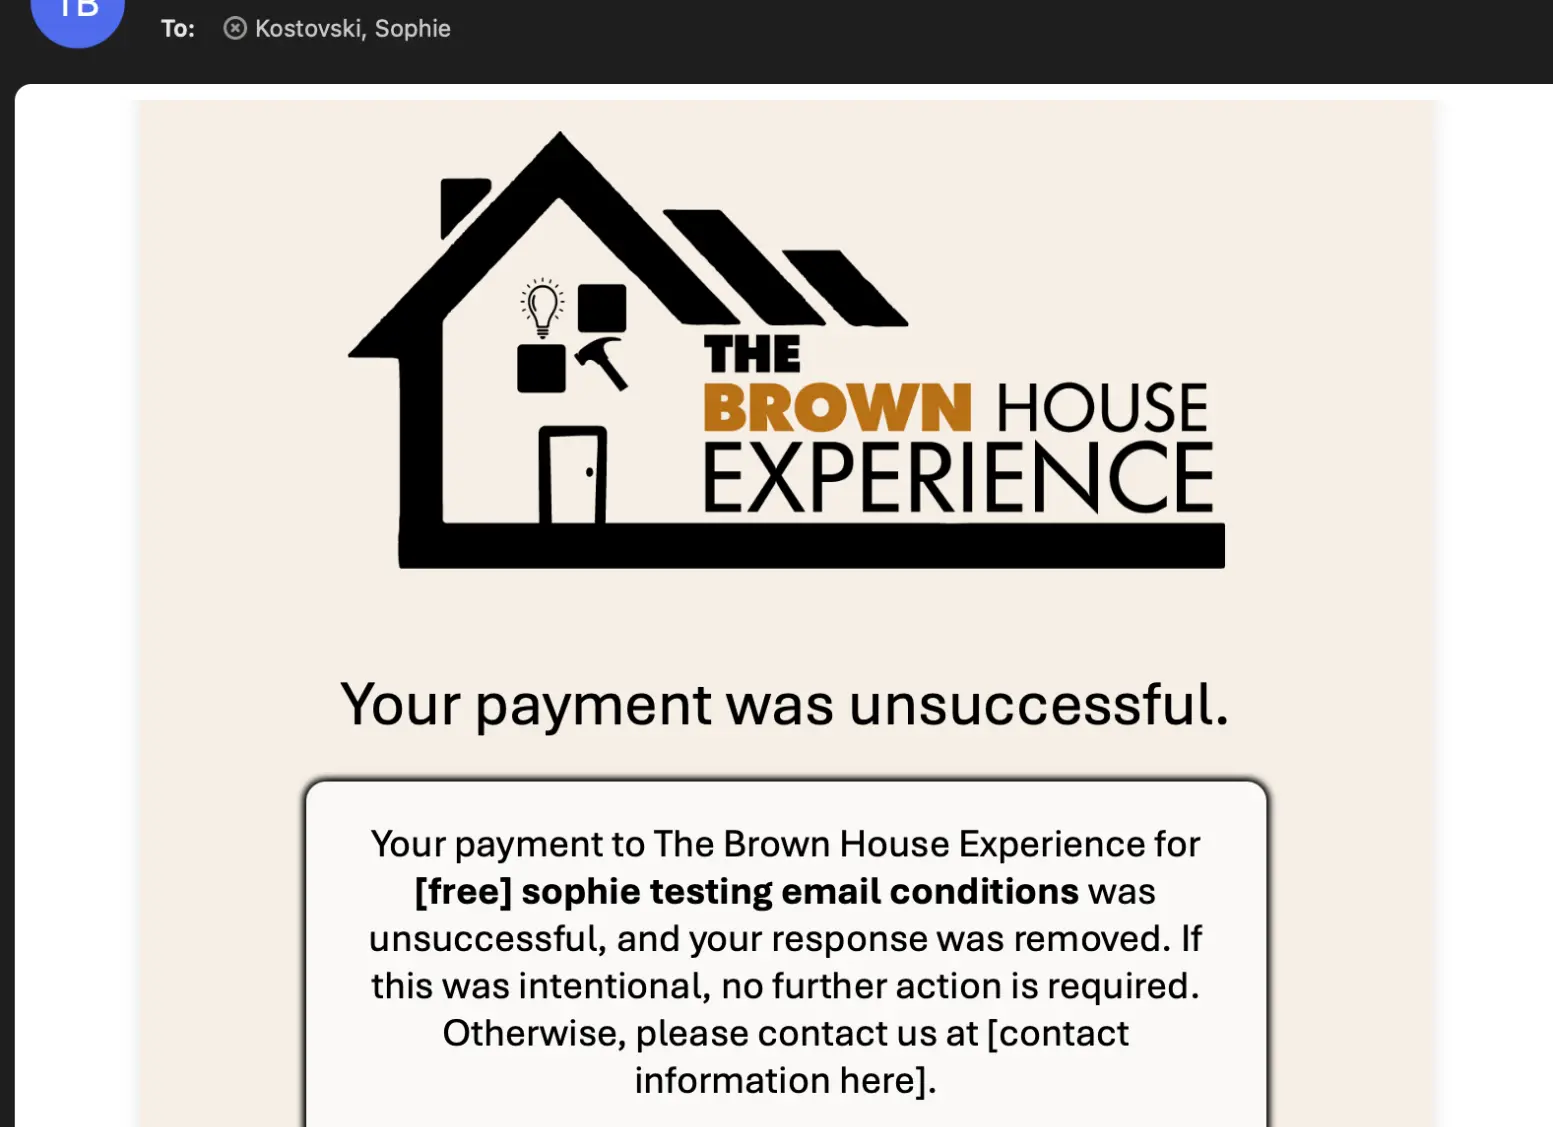 TB
To: Kostovski, Sophie
THE
BROWN HOUSE
EXPERIENCE
Your payment was unsuccessful.
Your payment to The Brown House Experience for
[free] sophie testing email conditions was
unsuccessful, and your response was removed. If
this was intentional, no further action is required.
Otherwise, please contact us at [contact
information here].